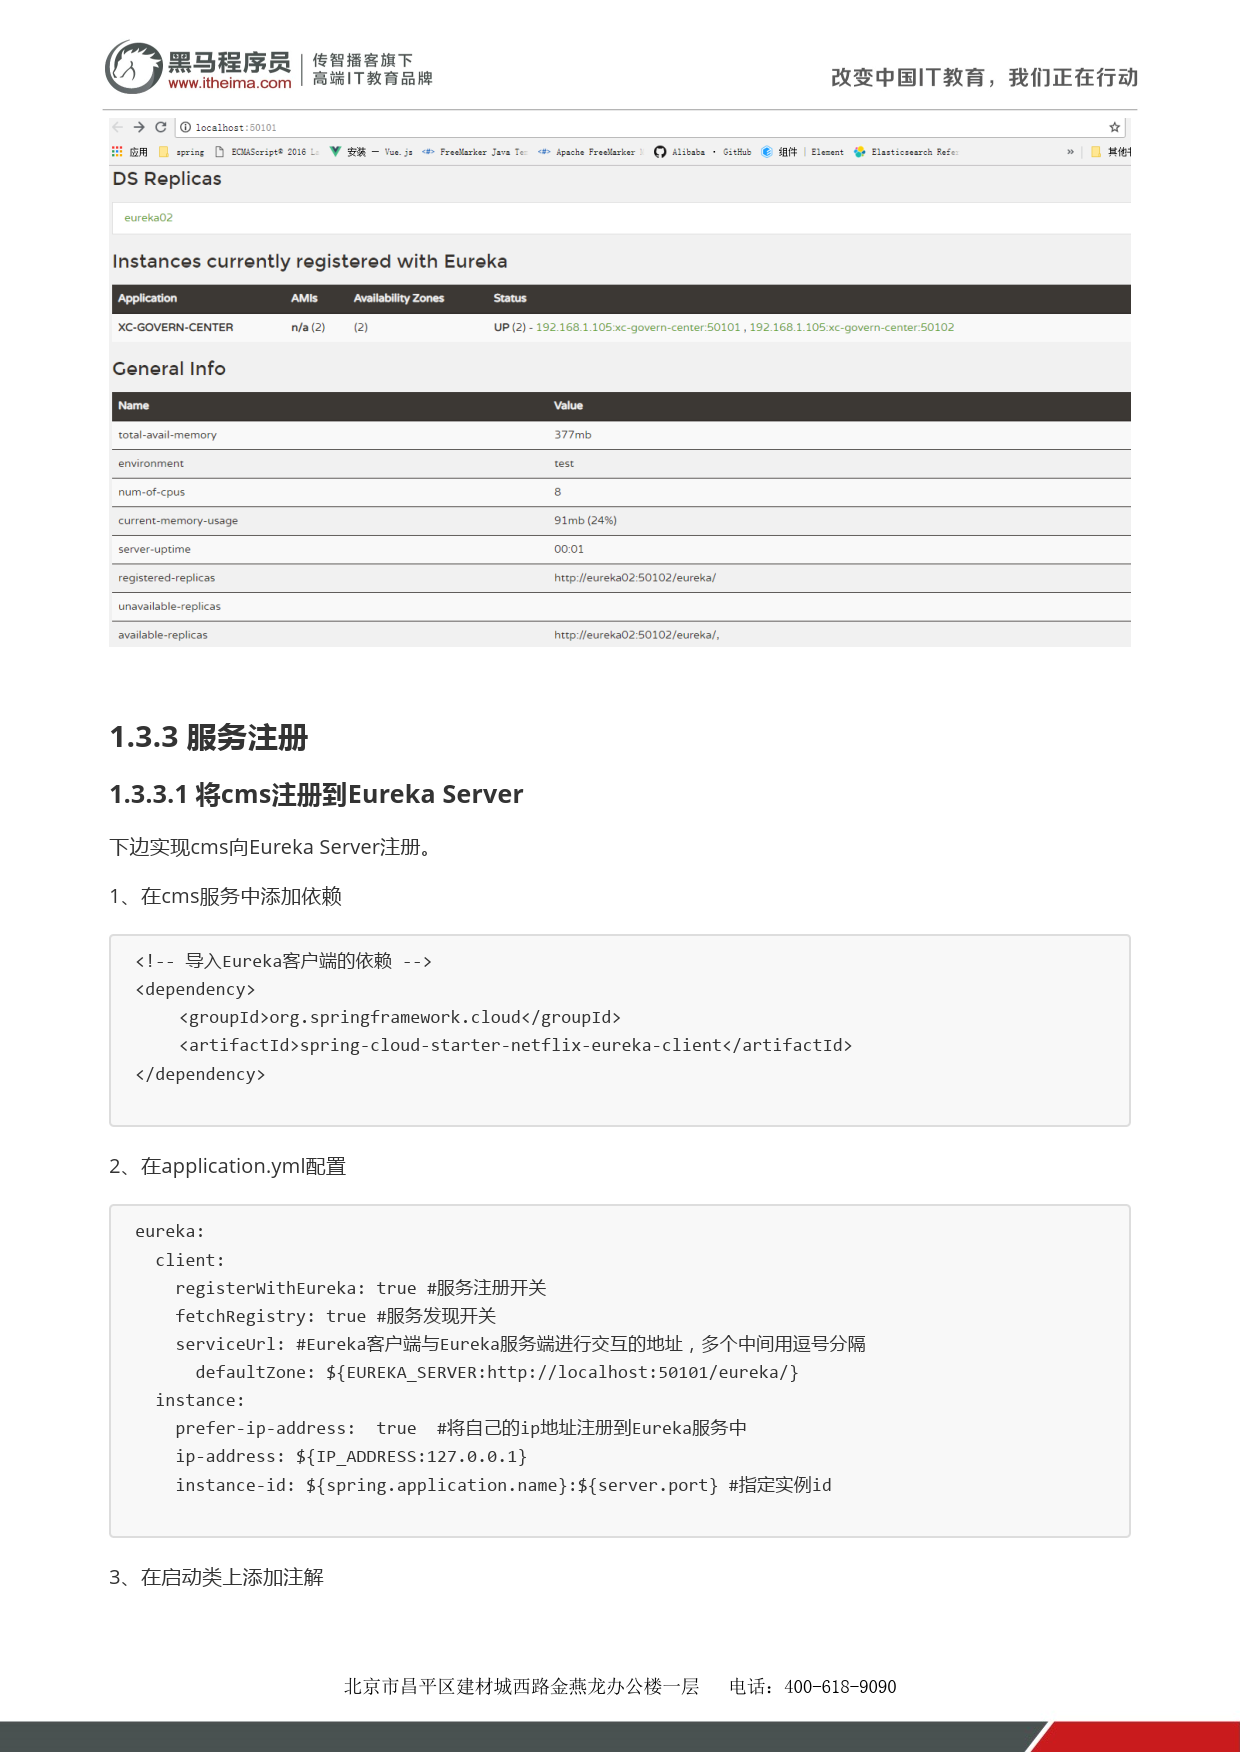 黑马程序员
www.itheima.com
传智播客旗下
高端IT教育品牌
改变中国IT教育，我们正在行动
localhost:50101
应用 spring ECMAScript® 2016 安装 — Vue.js FreeMarker Java Apache FreeMarker Alibaba · GitHub 组件 | Element Elasticsearch » 其他
DS Replicas
eureka02
Instances currently registered with Eureka
Application AMIs Availability Zones Status
XC-GOVERN-CENTER n/a (2) (2) UP (2) - 192.168.1.105:xc-govern-center:50101 , 192.168.1.105:xc-govern-center:50102
General Info
Name Value
total-avail-memory 377mb
environment test
num-of-cpus 8
current-memory-usage 91mb (24%)
server-uptime 00:01
registered-replicas http://eureka02:50102/eureka/
unavailable-replicas
available-replicas http://eureka02:50102/eureka/,
1.3.3 服务注册
1.3.3.1 将cms注册到Eureka Server
下边实现cms向Eureka Server注册。
1、在cms服务中添加依赖
<!-- 导入Eureka客户端的依赖 -->
<dependency>
    <groupId>org.springframework.cloud</groupId>
    <artifactId>spring-cloud-starter-netflix-eureka-client</artifactId>
</dependency>
2、在application.yml配置
eureka:
  client:
    registerWithEureka: true #服务注册开关
    fetchRegistry: true #服务发现开关
    serviceUrl: #Eureka客户端与Eureka服务端进行交互的地址，多个中间用逗号分隔
      defaultZone: ${EUREKA_SERVER:http://localhost:50101/eureka/}
  instance:
    prefer-ip-address:  true  #将自己的ip地址注册到Eureka服务中
    ip-address: ${IP_ADDRESS:127.0.0.1}
    instance-id: ${spring.application.name}:${server.port} #指定实例id
3、在启动类上添加注解
北京市昌平区建材城西路金燕龙办公楼一层 电话：400-618-9090